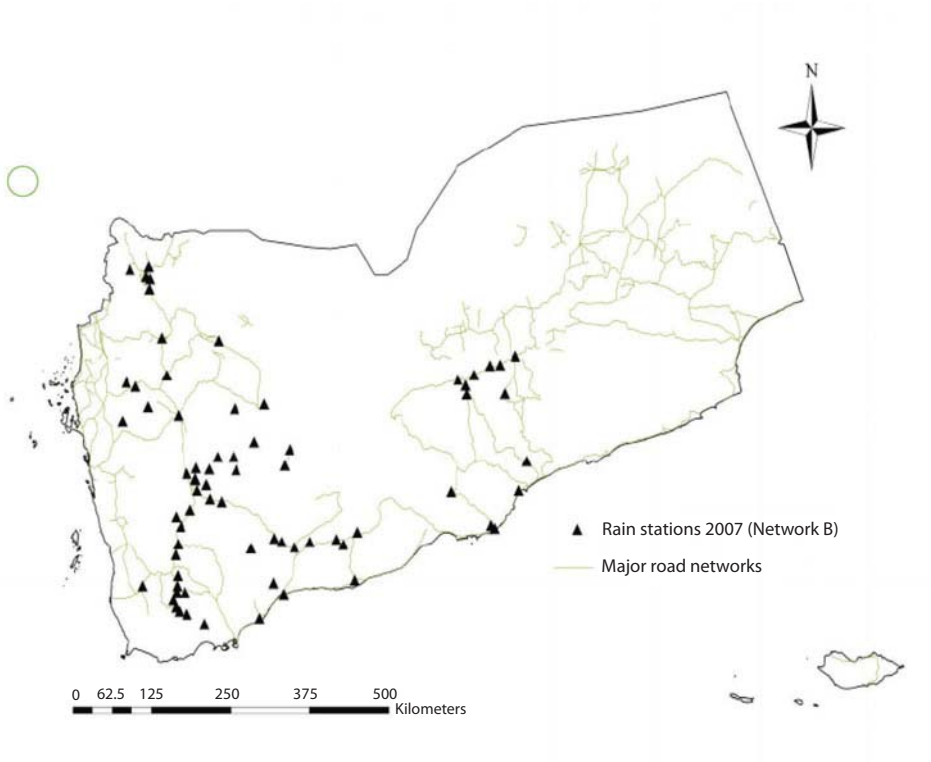 N
Rain stations 2007 (Network B)
Major road networks
0 62.5 125 250 375 500
Kilometers